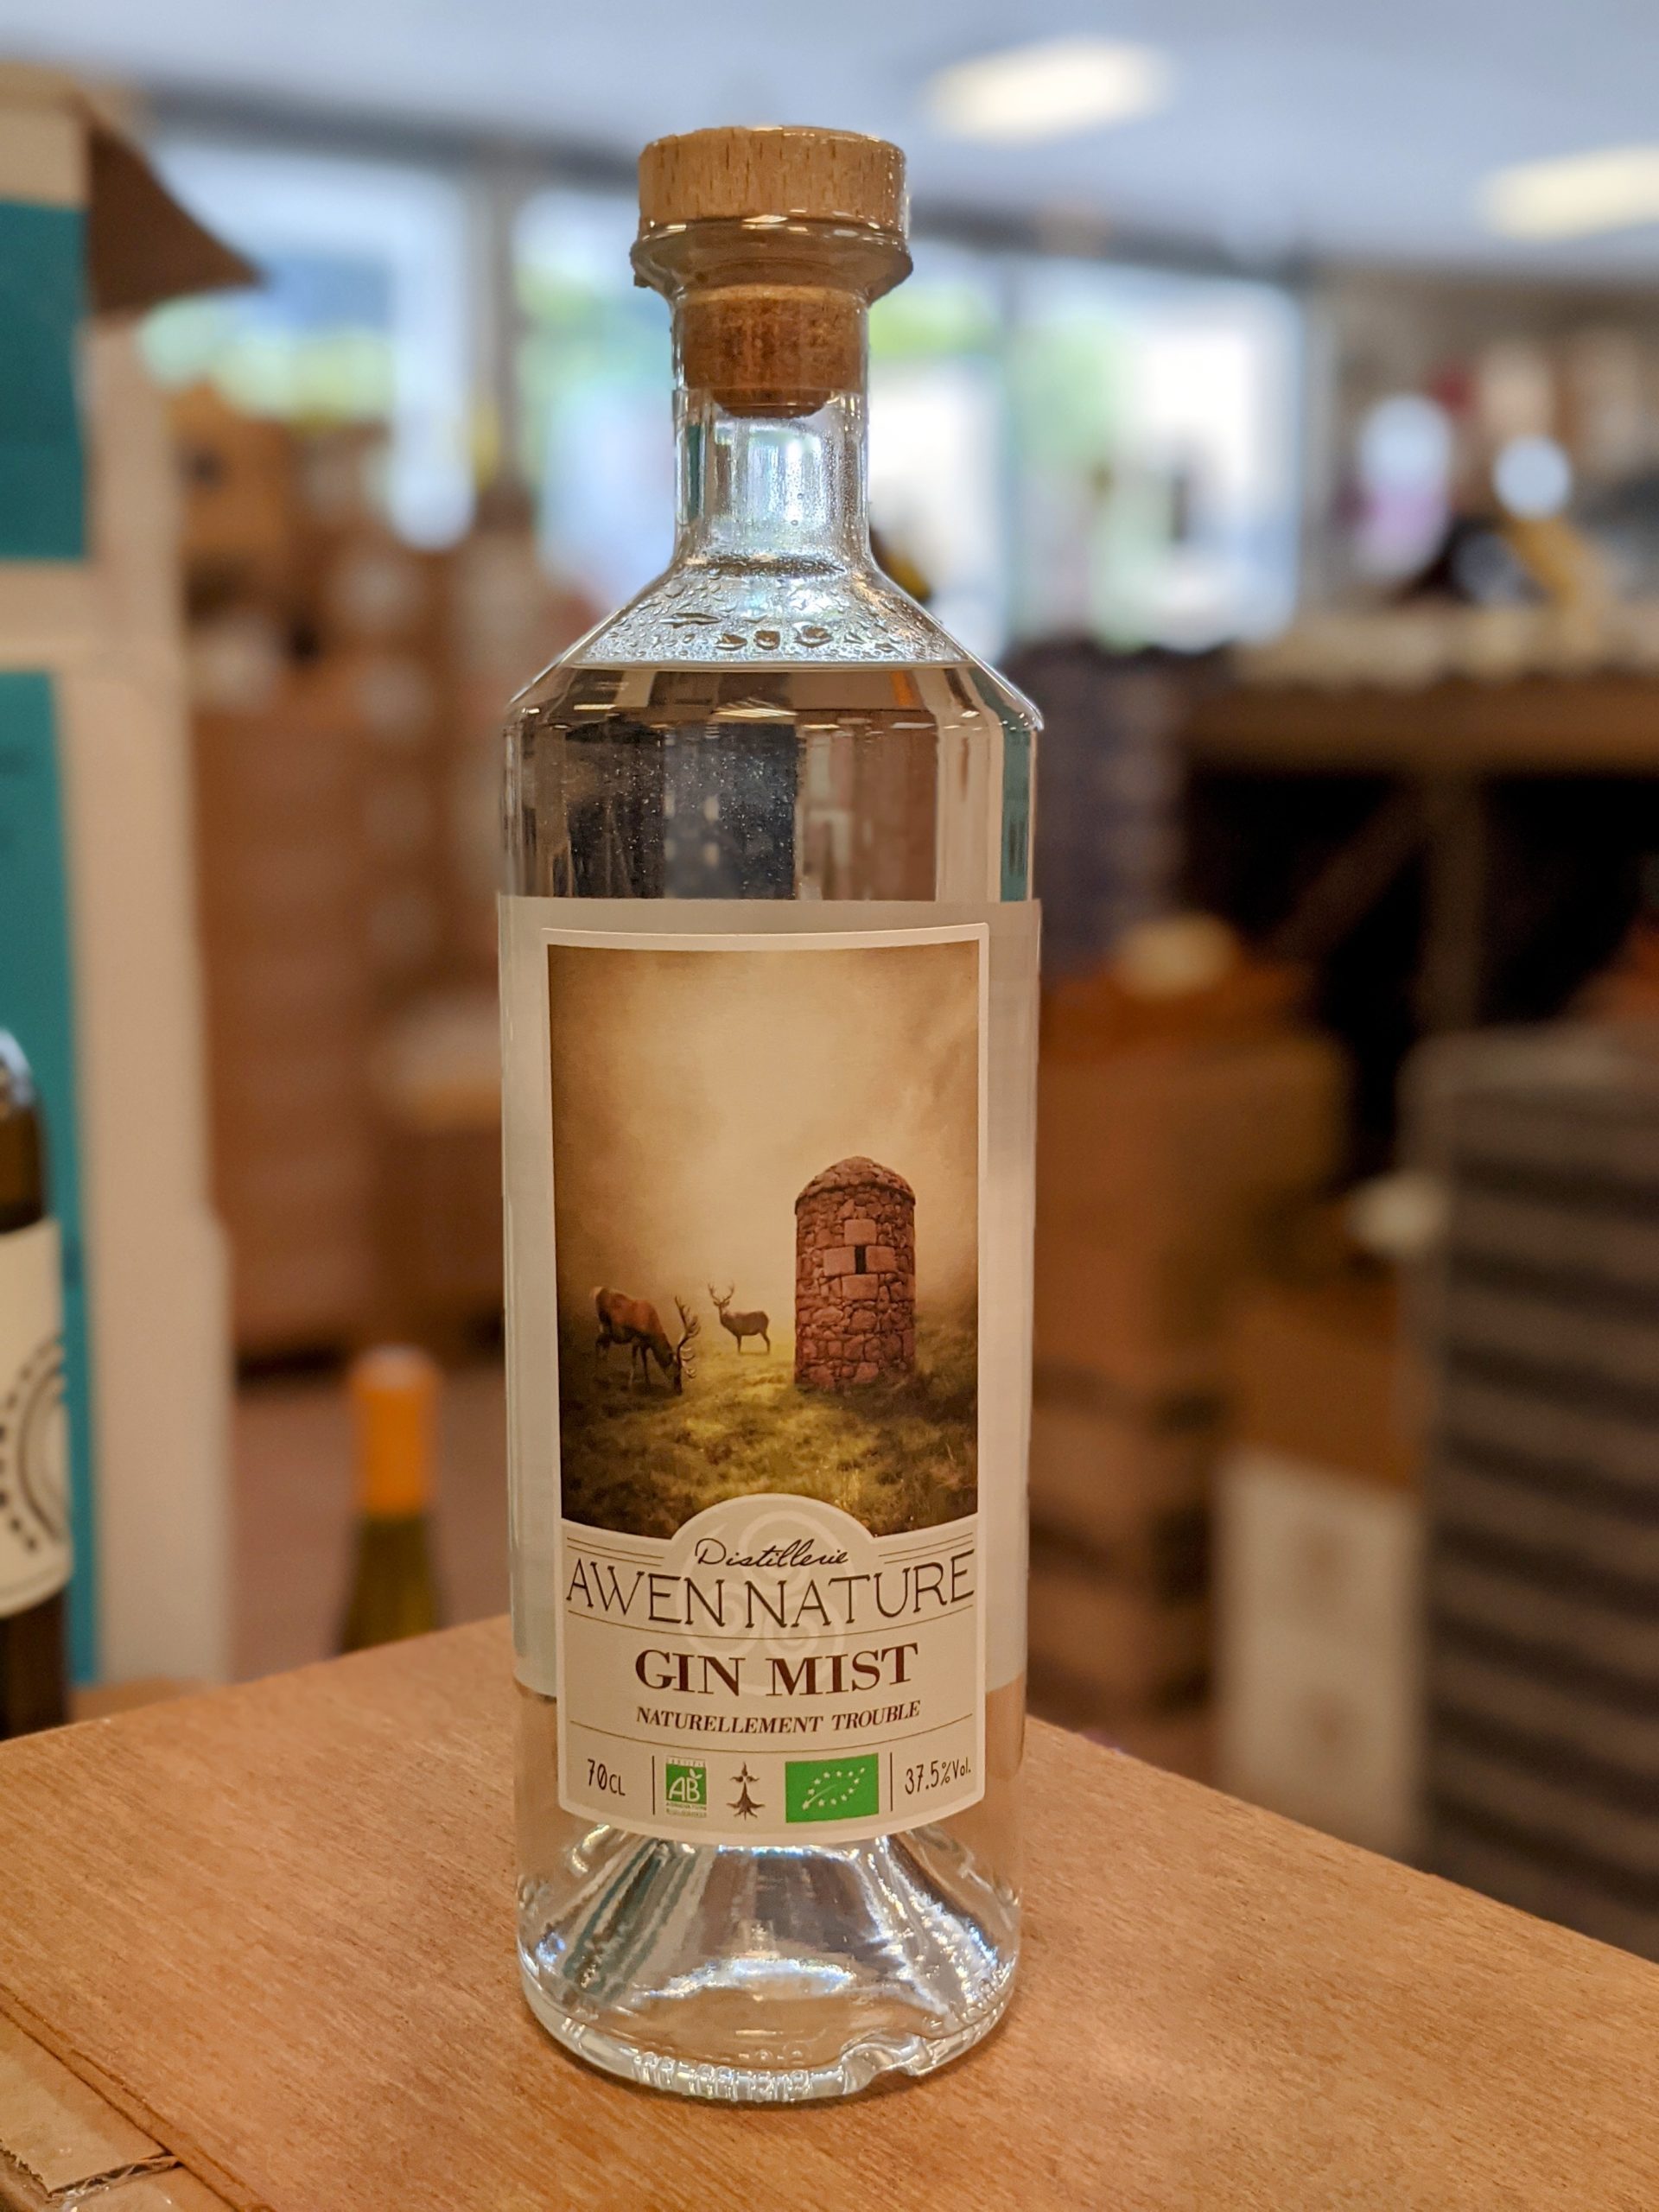 Distillerie
AWEN NATURE
GIN MIST
NATURELLEMENT TROUBLE
70CL
AB
37.5%Vol.